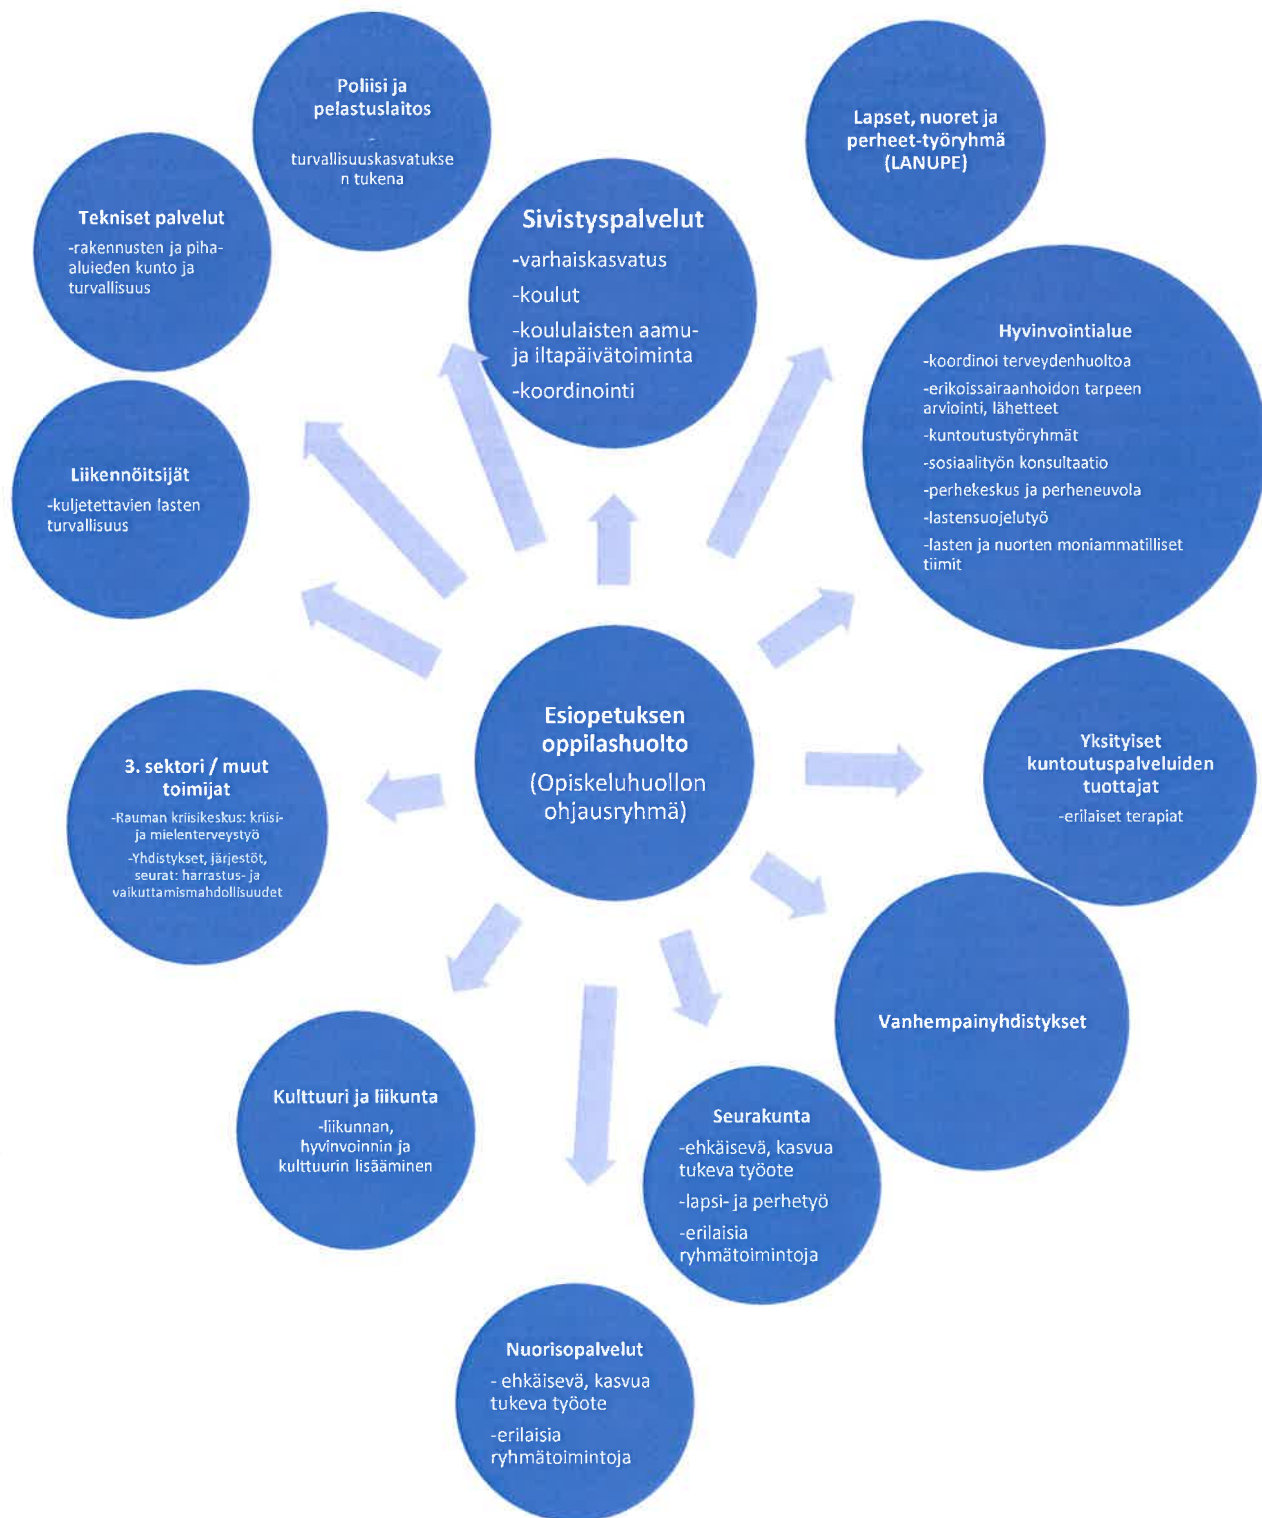 Poliisi ja
pelastuslaitos
-
turvallisuuskasvatukse
n tukena
Lapset, nuoret ja
perheet-työryhmä
(LANUPE)
Tekniset palvelut
-rakennusten ja piha-
aluieden kunto ja
turvallisuus
Sivistyspalvelut
-varhaiskasvatus
-koulut
-koululaisten aamu-
ja iltapäivätoiminta
-koordinointi
Hyvinvointialue
-koordinoi terveydenhuoltoa
-erikoissairaanhoidon tarpeen
arviointi, lähetteet
-kuntoutustyöryhmät
-sosiaalityön konsultaatio
-perhekeskus ja perheneuvola
-lastensuojelutyö
-lasten ja nuorten moniammatilliset
tiimit
Liikennöitsijät
-kuljetettavien lasten
turvallisuus
Esiopetuksen
oppilashuolto
(Opiskeluhuollon
ohjausryhmä)
3. sektori / muut
toimijat
-Rauman kriisikeskus: kriisi-
ja mielenterveystyö
-Yhdistykset, järjestöt,
seurat: harrastus- ja
vaikuttamismahdollisuudet
Yksityiset
kuntoutuspalveluiden
tuottajat
-erilaiset terapiat
Vanhempainyhdistykset
Kulttuuri ja liikunta
-liikunnan,
hyvinvoinnin ja
kulttuurin lisääminen
Seurakunta
-ehkäisevä, kasvua
tukeva työote
-lapsi- ja perhetyö
-erilaisia
ryhmätoimintoja
Nuorisopalvelut
- ehkäisevä, kasvua
tukeva työote
-erilaisia
ryhmätoimintoja